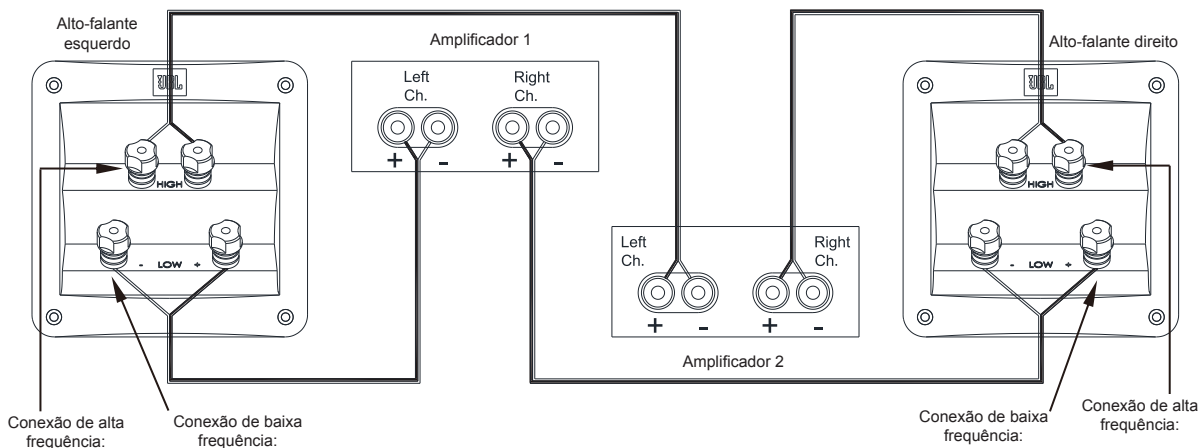 Alto-falante
esquerdo
Amplificador 1
Alto-falante direito
JBL
Left
Ch.
Right
Ch.
+ -
+ -
JBL
HIGH
- LOW +
HIGH
- LOW +
Left
Ch.
Right
Ch.
+ -
+ -
Amplificador 2
Conexão de alta
frequência:
Conexão de baixa
frequência:
Conexão de baixa
frequência:
Conexão de alta
frequência: